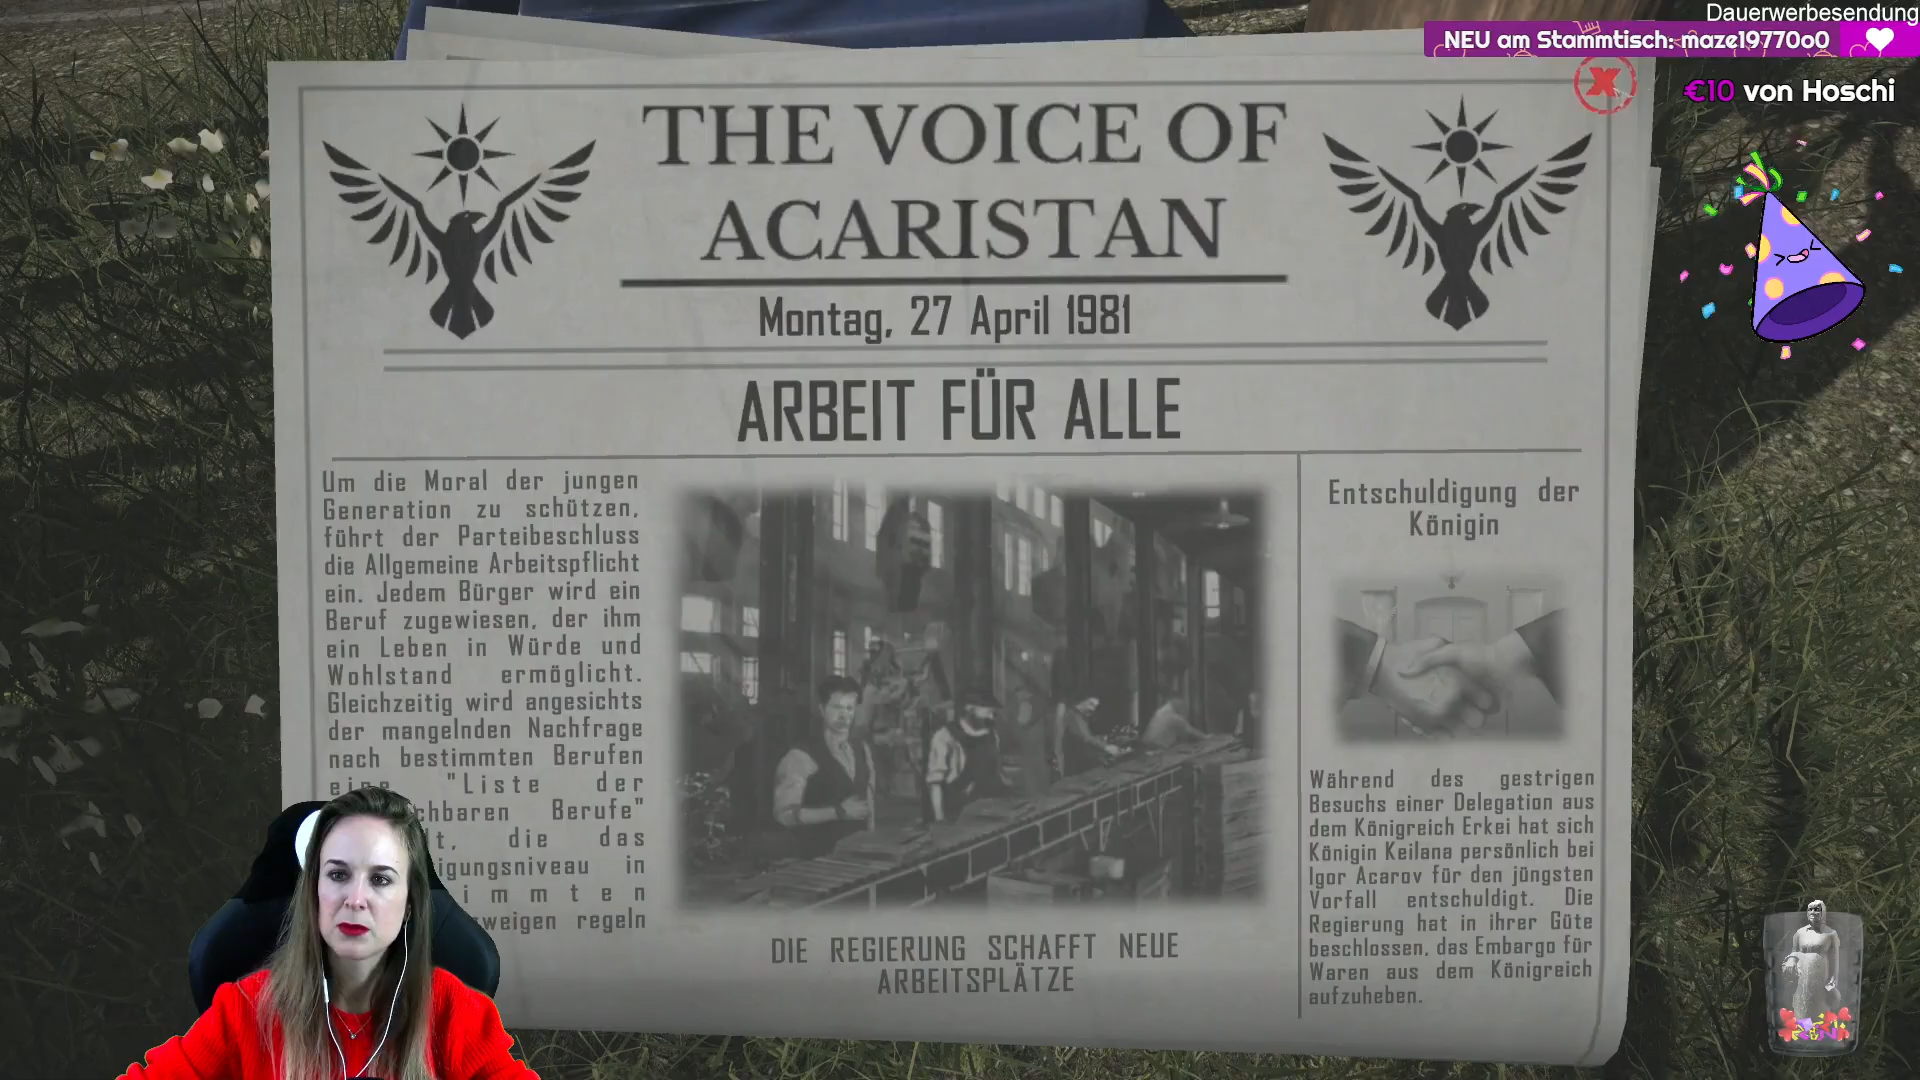 Dauerwerbesendung
NEU am Stammtisch: maze19770o0
€10 von Hoschi
X
THE VOICE OF
ACARISTAN
Montag, 27 April 1981
ARBEIT FÜR ALLE
Um die Moral der jungen
Generation zu schützen,
führt der Parteibeschluss
die Allgemeine Arbeitspflicht
ein. Jedem Bürger wird ein
Beruf zugewiesen, der ihm
ein Leben in Würde und
Wohlstand ermöglicht.
Gleichzeitig wird angesichts
der mangelnden Nachfrage
nach bestimmten Berufen
eine "Liste der
chbaren Berufe"
t, die das
igungsniveau in
immten
zweigen regeln
DIE REGIERUNG SCHAFFT NEUE
ARBEITSPLÄTZE
Entschuldigung der
Königin
Während des gestrigen
Besuchs einer Delegation aus
dem Königreich Erkei hat sich
Königin Keilana persönlich bei
Igor Acarov für den jüngsten
Vorfall entschuldigt. Die
Regierung hat in ihrer Güte
beschlossen, das Embargo für
Waren aus dem Königreich
aufzuheben.